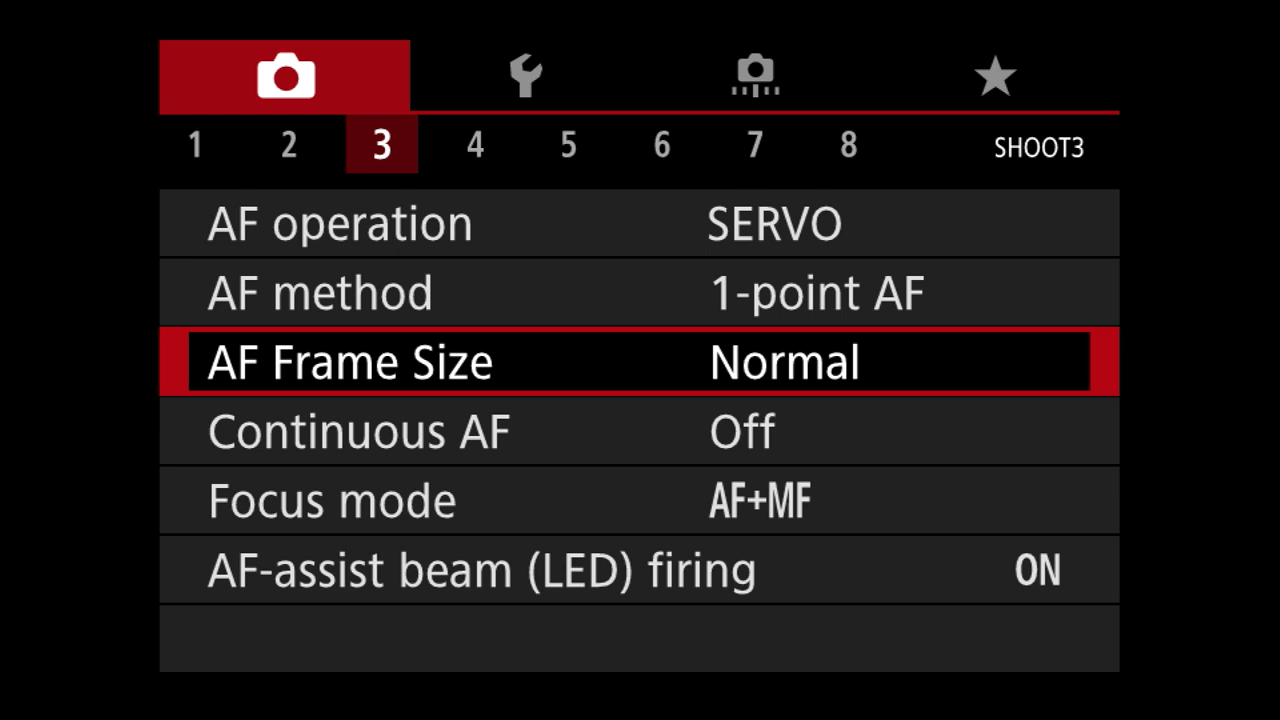 1 2 3 4 5 6 7 8 SHOOT3
AF operation SERVO
AF method 1-point AF
AF Frame Size Normal
Continuous AF Off
Focus mode AF+MF
AF-assist beam (LED) firing ON